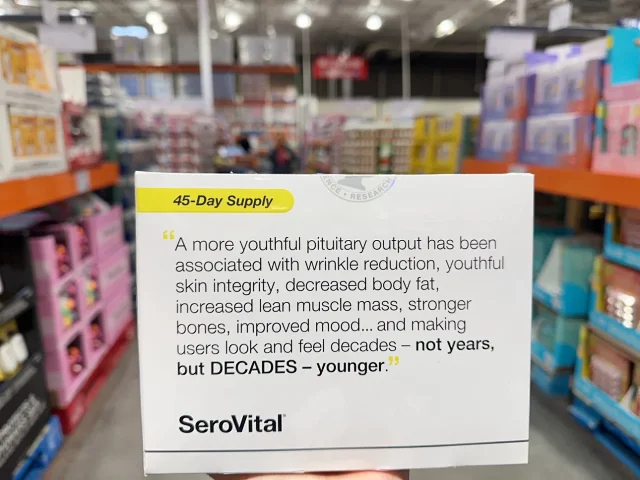 NCE • RESEARCH
45-Day Supply
“A more youthful pituitary output has been
associated with wrinkle reduction, youthful
skin integrity, decreased body fat,
increased lean muscle mass, stronger
bones, improved mood... and making
users look and feel decades – not years,
but DECADES – younger.”
SeroVital